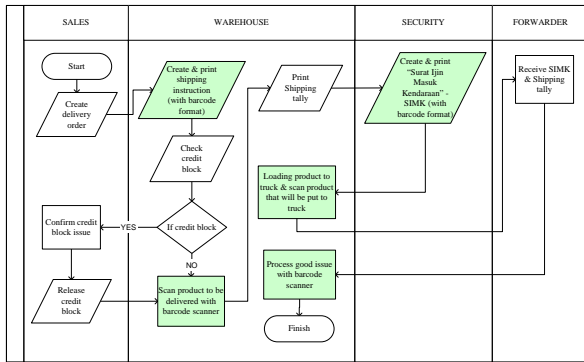 SALES
WAREHOUSE
SECURITY
FORWARDER
Start
Create
delivery
order
Create & print
shipping
instruction
(with barcode
format)
Print
Shipping
tally
Create & print
“Surat Ijin
Masuk
Kendaraan” -
SIMK (with
barcode format)
Receive SIMK
& Shipping
tally
Check
credit
block
Loading product to
truck & scan product
that will be put to
truck
Confirm credit
block issue
YES
If credit block
NO
Release
credit
block
Scan product to be
delivered with
barcode scanner
Process good issue
with barcode
scanner
Finish